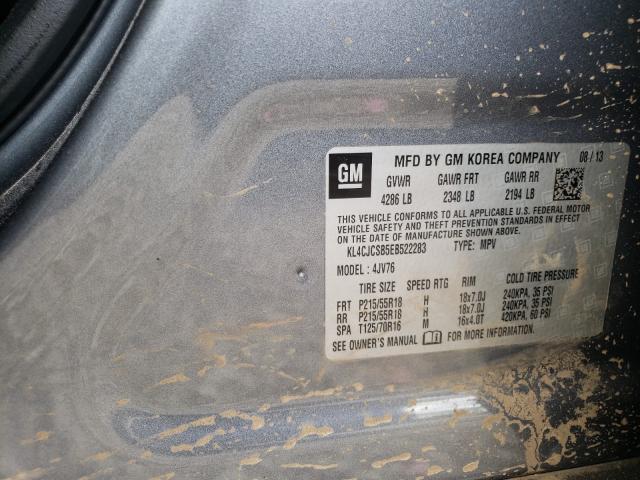 GM
MFD BY GM KOREA COMPANY 08 / 13
GVWR GAWR FRT GAWR RR
4286 LB 2348 LB 2194 LB
THIS VEHICLE CONFORMS TO ALL APPLICABLE U.S. FEDERAL MOTOR
VEHICLE SAFETY AND THEFT PREVENTION STANDARDS IN EFFECT
ON THE DATE OF MANUFACTURE SHOWN ABOVE.
KL4CJCSB5EB522283 TYPE: MPV
MODEL : 4JV76
TIRE SIZE SPEED RTG RIM COLD TIRE PRESSURE
FRT P215/55R18 H 18x7.0J 240KPA, 35 PSI
RR P215/55R18 H 18x7.0J 240KPA, 35 PSI
SPA T125/70R16 M 16x4.0T 420KPA, 60 PSI
SEE OWNER'S MANUAL FOR MORE INFORMATION.